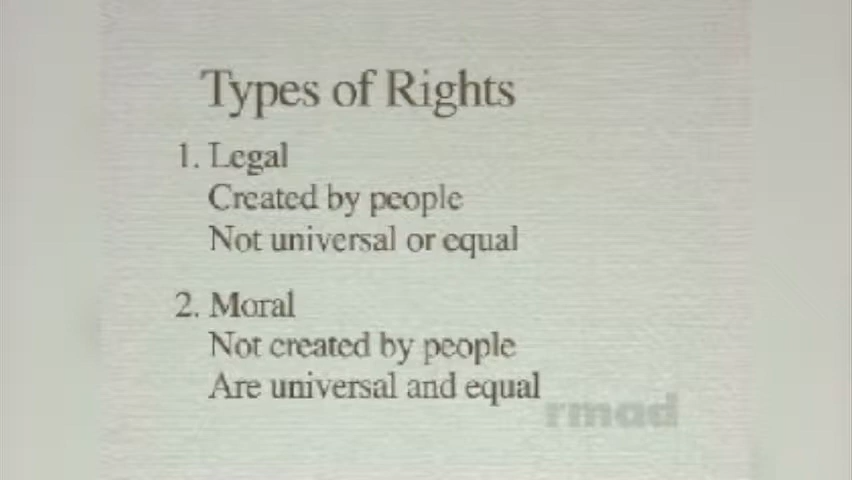 Types of Rights
1. Legal
Created by people
Not universal or equal
2. Moral
Not created by people
Are universal and equal
rmad